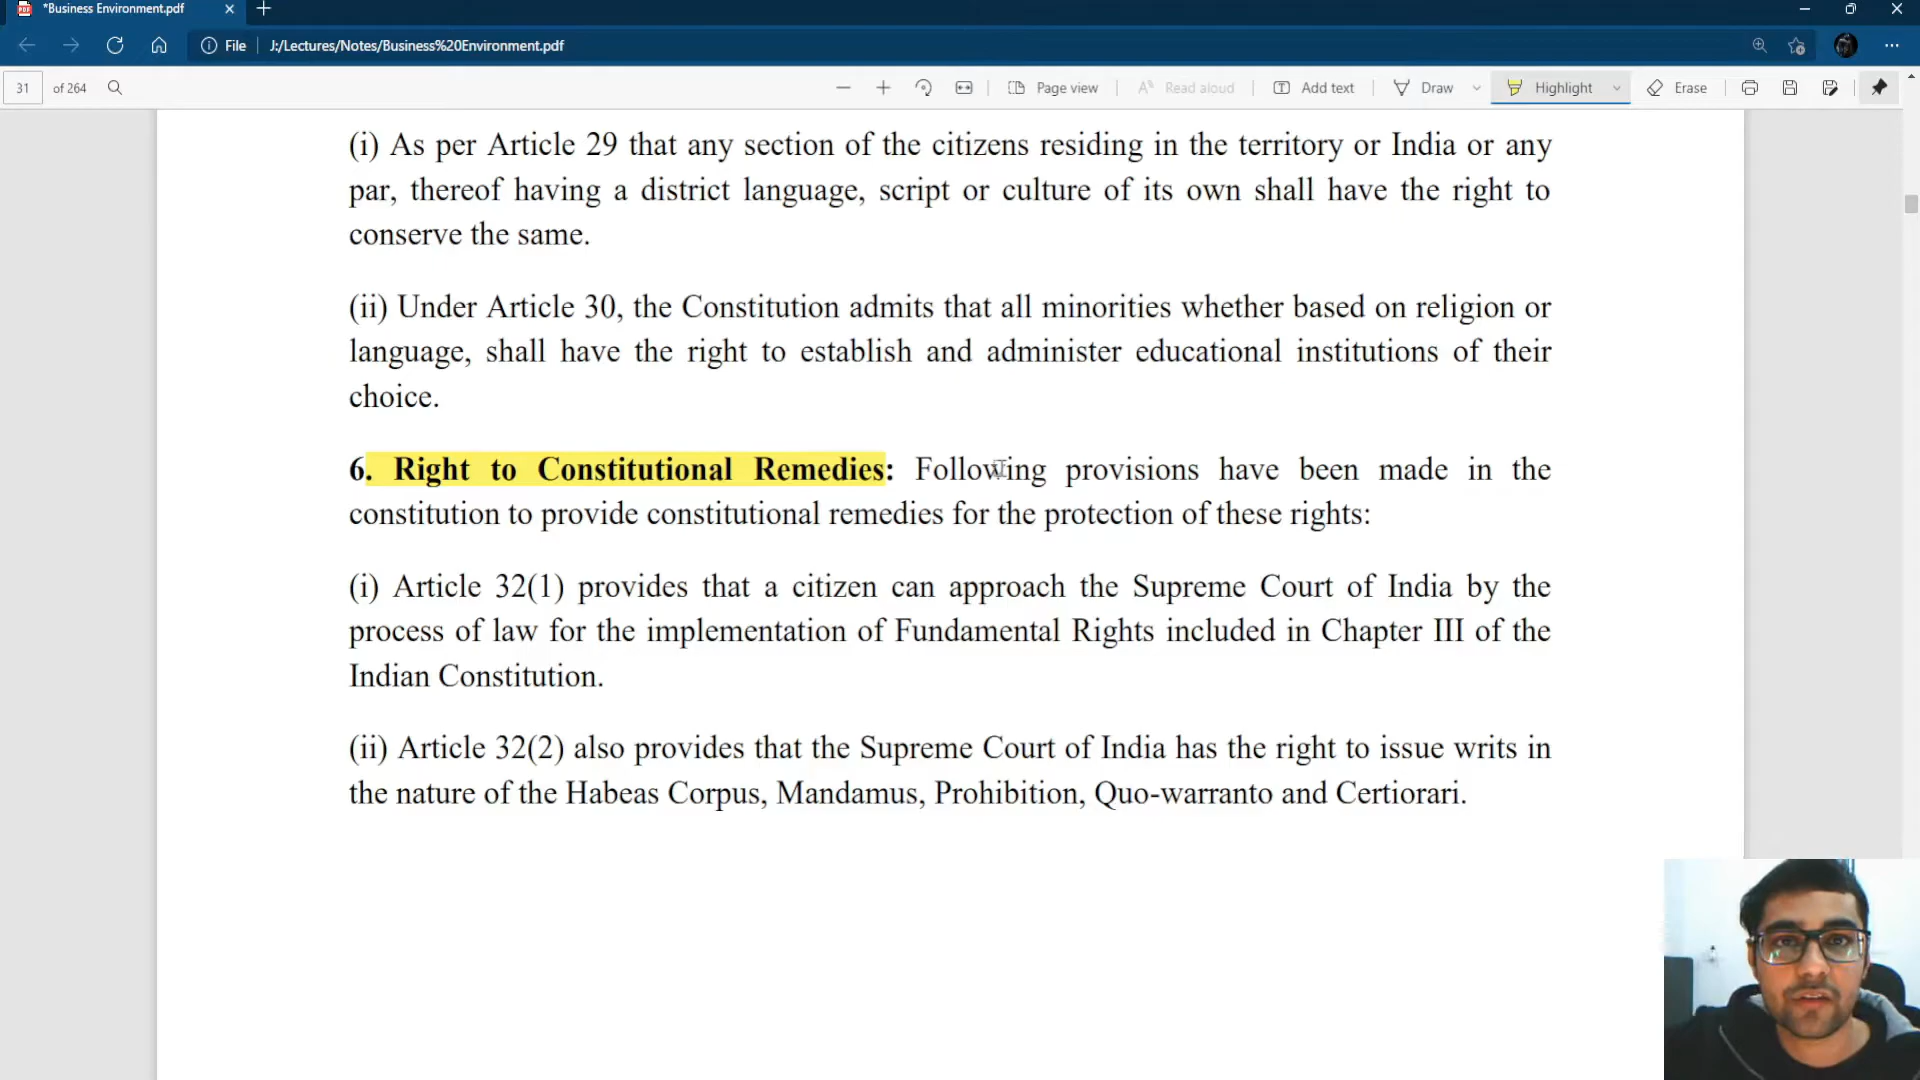 *Business Environment.pdf
File J:/Lectures/Notes/Business%20Environment.pdf
31 of 264 Page view Read aloud Add text Draw Highlight Erase
(i) As per Article 29 that any section of the citizens residing in the territory or India or any
par, thereof having a district language, script or culture of its own shall have the right to
conserve the same.
(ii) Under Article 30, the Constitution admits that all minorities whether based on religion or
language, shall have the right to establish and administer educational institutions of their
choice.
6. Right to Constitutional Remedies: Following provisions have been made in the
constitution to provide constitutional remedies for the protection of these rights:
(i) Article 32(1) provides that a citizen can approach the Supreme Court of India by the
process of law for the implementation of Fundamental Rights included in Chapter III of the
Indian Constitution.
(ii) Article 32(2) also provides that the Supreme Court of India has the right to issue writs in
the nature of the Habeas Corpus, Mandamus, Prohibition, Quo-warranto and Certiorari.